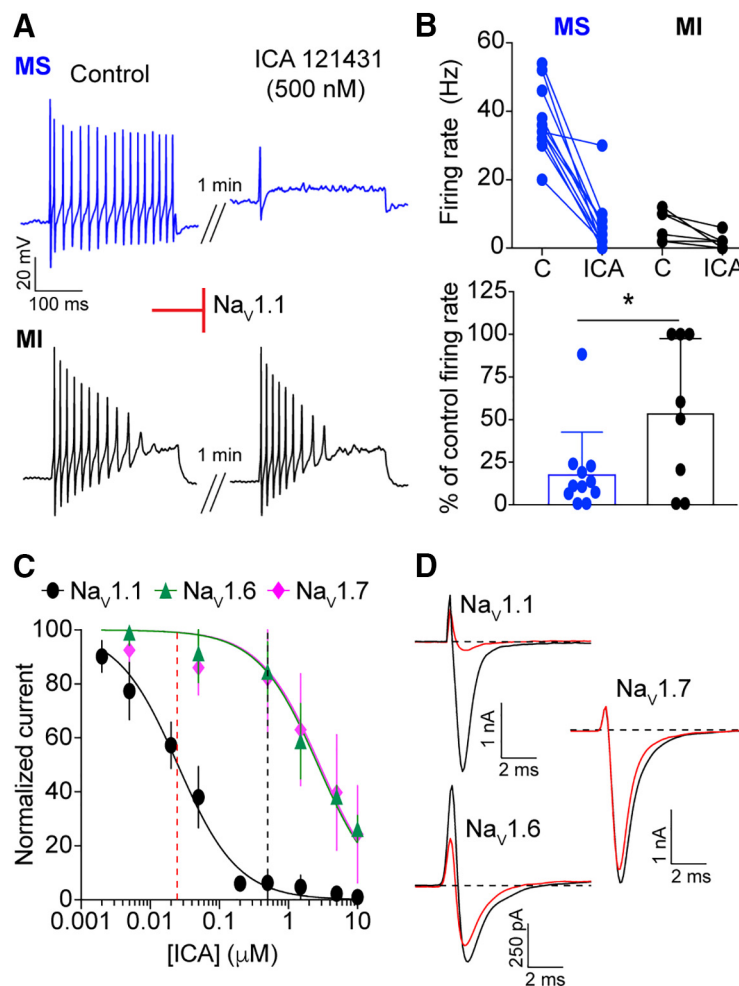 A
MS
Control
ICA 121431
(500 nM)
1 min
20 mV
100 ms
NaV1.1
MI
1 min
B
MS MI
Firing rate (Hz)
60
40
20
0
C ICA C ICA
% of control firing rate
125
100
75
50
25
0
*
C
NaV1.1 NaV1.6 NaV1.7
Normalized current
100
80
60
40
20
0
0.001 0.01 0.1 1 10
[ICA] (μM)
D
NaV1.1
1 nA
2 ms
NaV1.7
1 nA
2 ms
NaV1.6
250 pA
2 ms